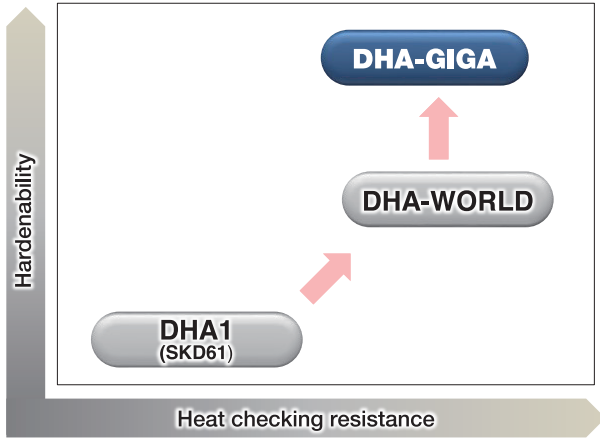 DHA-GIGA
DHA-WORLD
DHA1
(SKD61)
Hardenability
Heat checking resistance